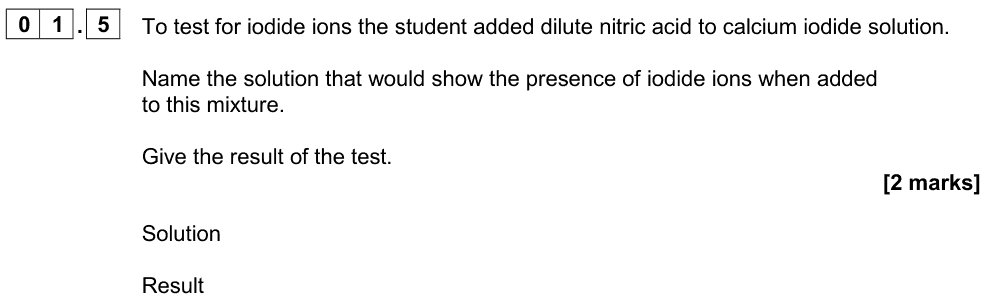 0 1 . 5 To test for iodide ions the student added dilute nitric acid to calcium iodide solution.
Name the solution that would show the presence of iodide ions when added
to this mixture.
Give the result of the test.
[2 marks]
Solution
Result